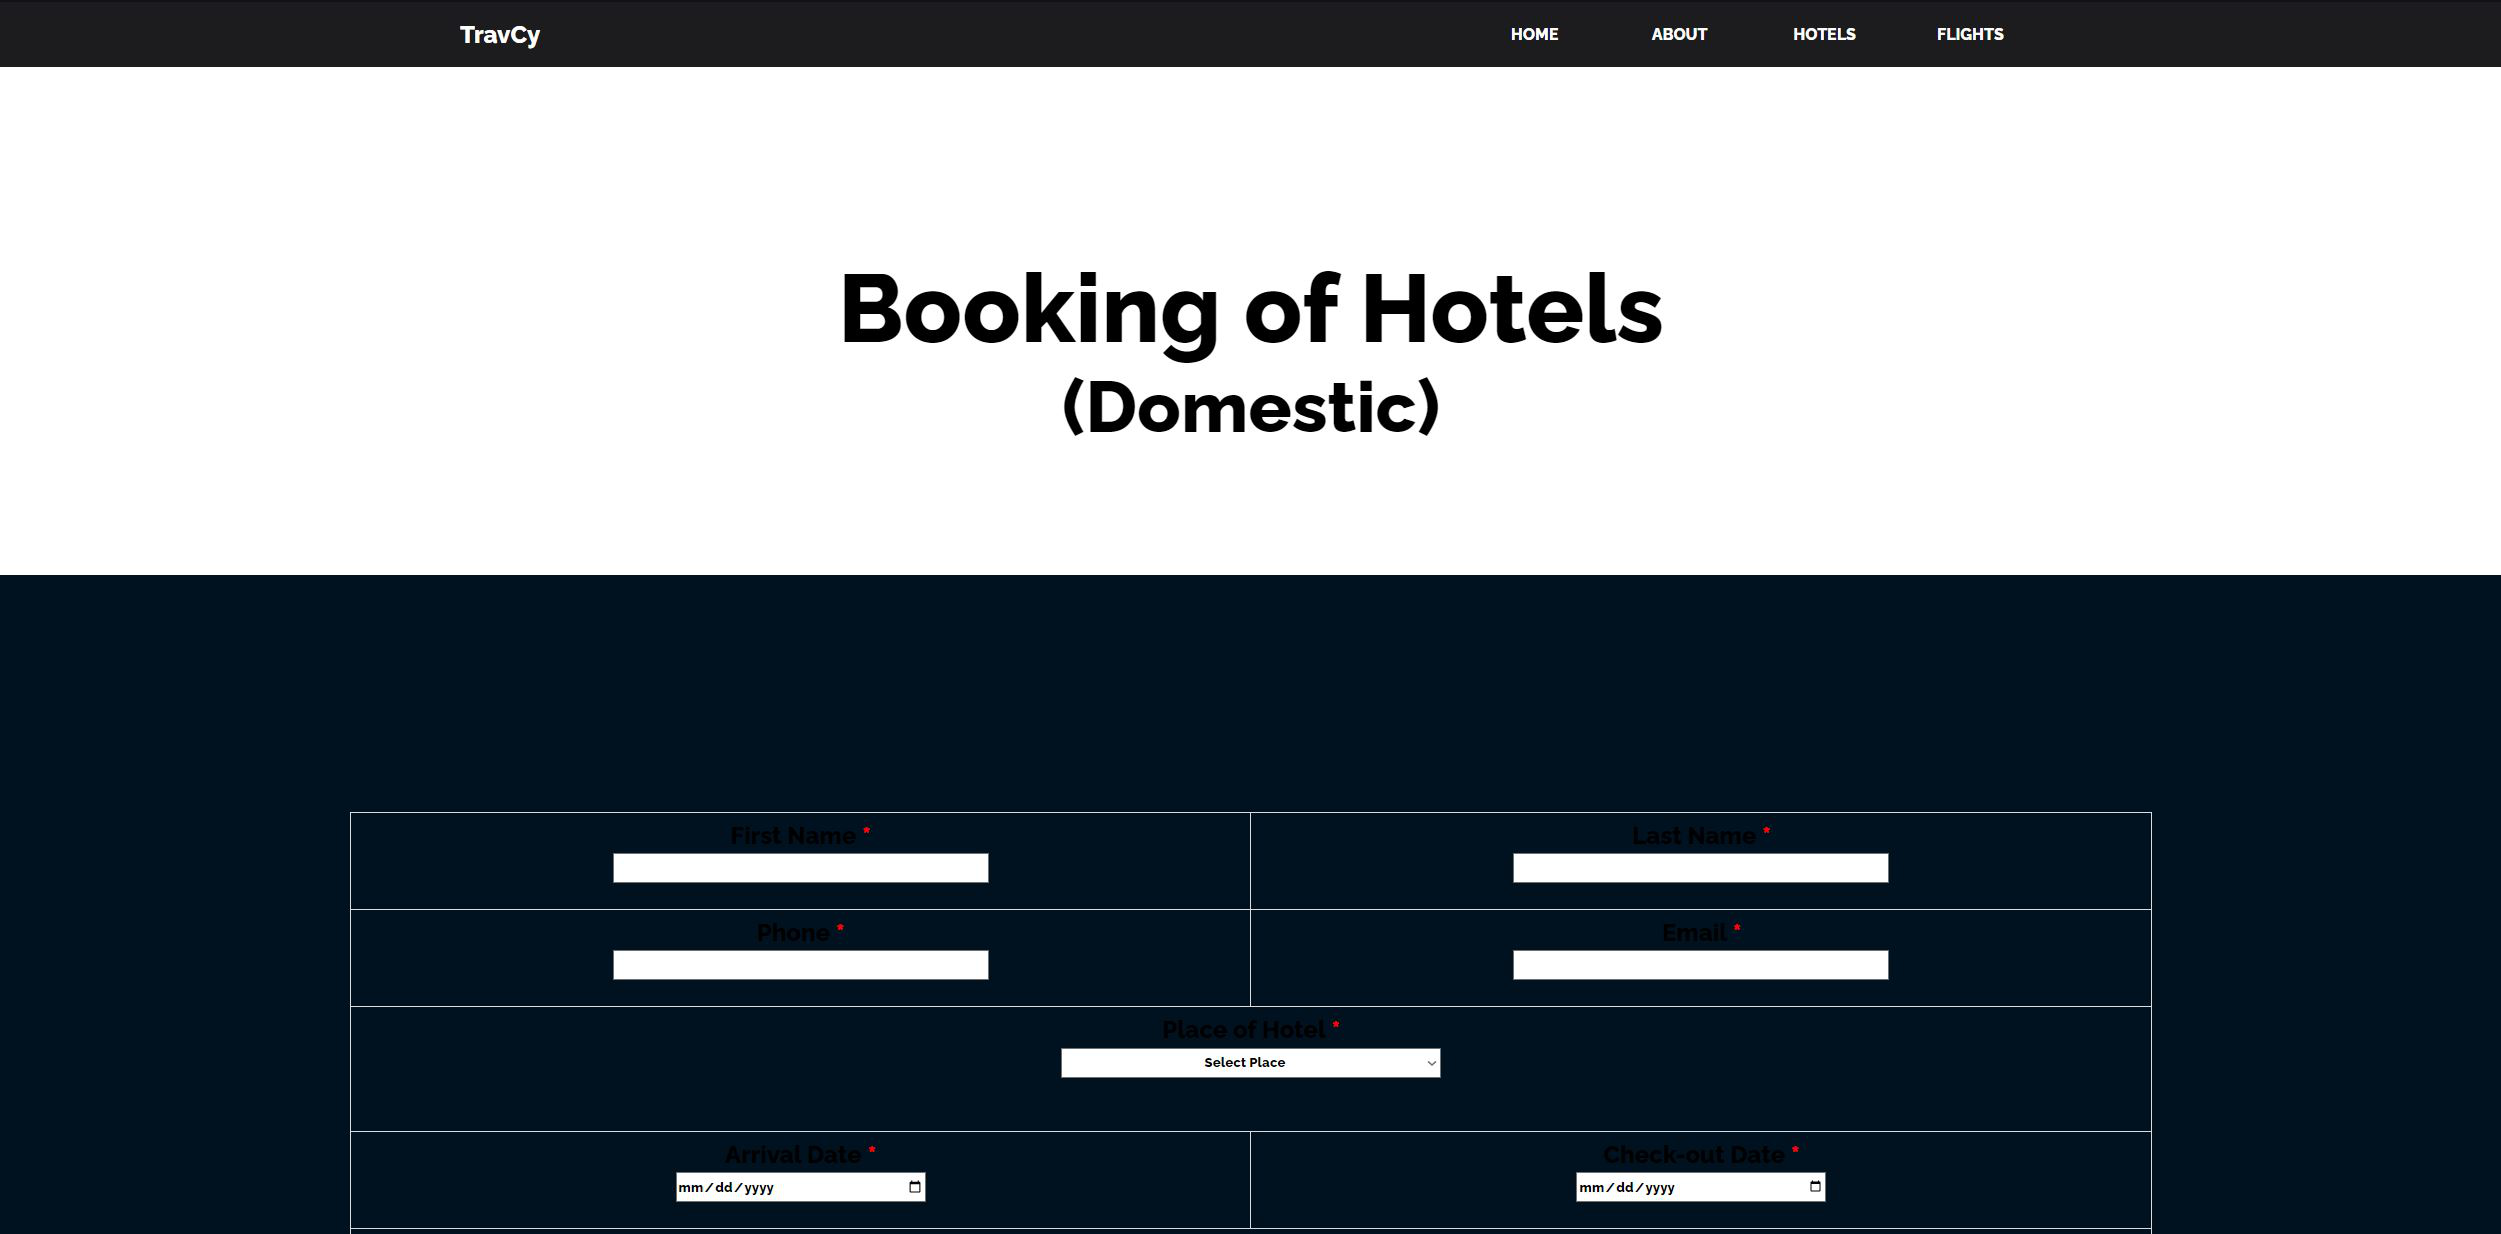 TravCy HOME ABOUT HOTELS FLIGHTS
Booking of Hotels
(Domestic)
First Name * Last Name *
Phone * Email *
Place of Hotel *
Select Place
Arrival Date * Check-out Date *
mm/dd/yyyy mm/dd/yyyy